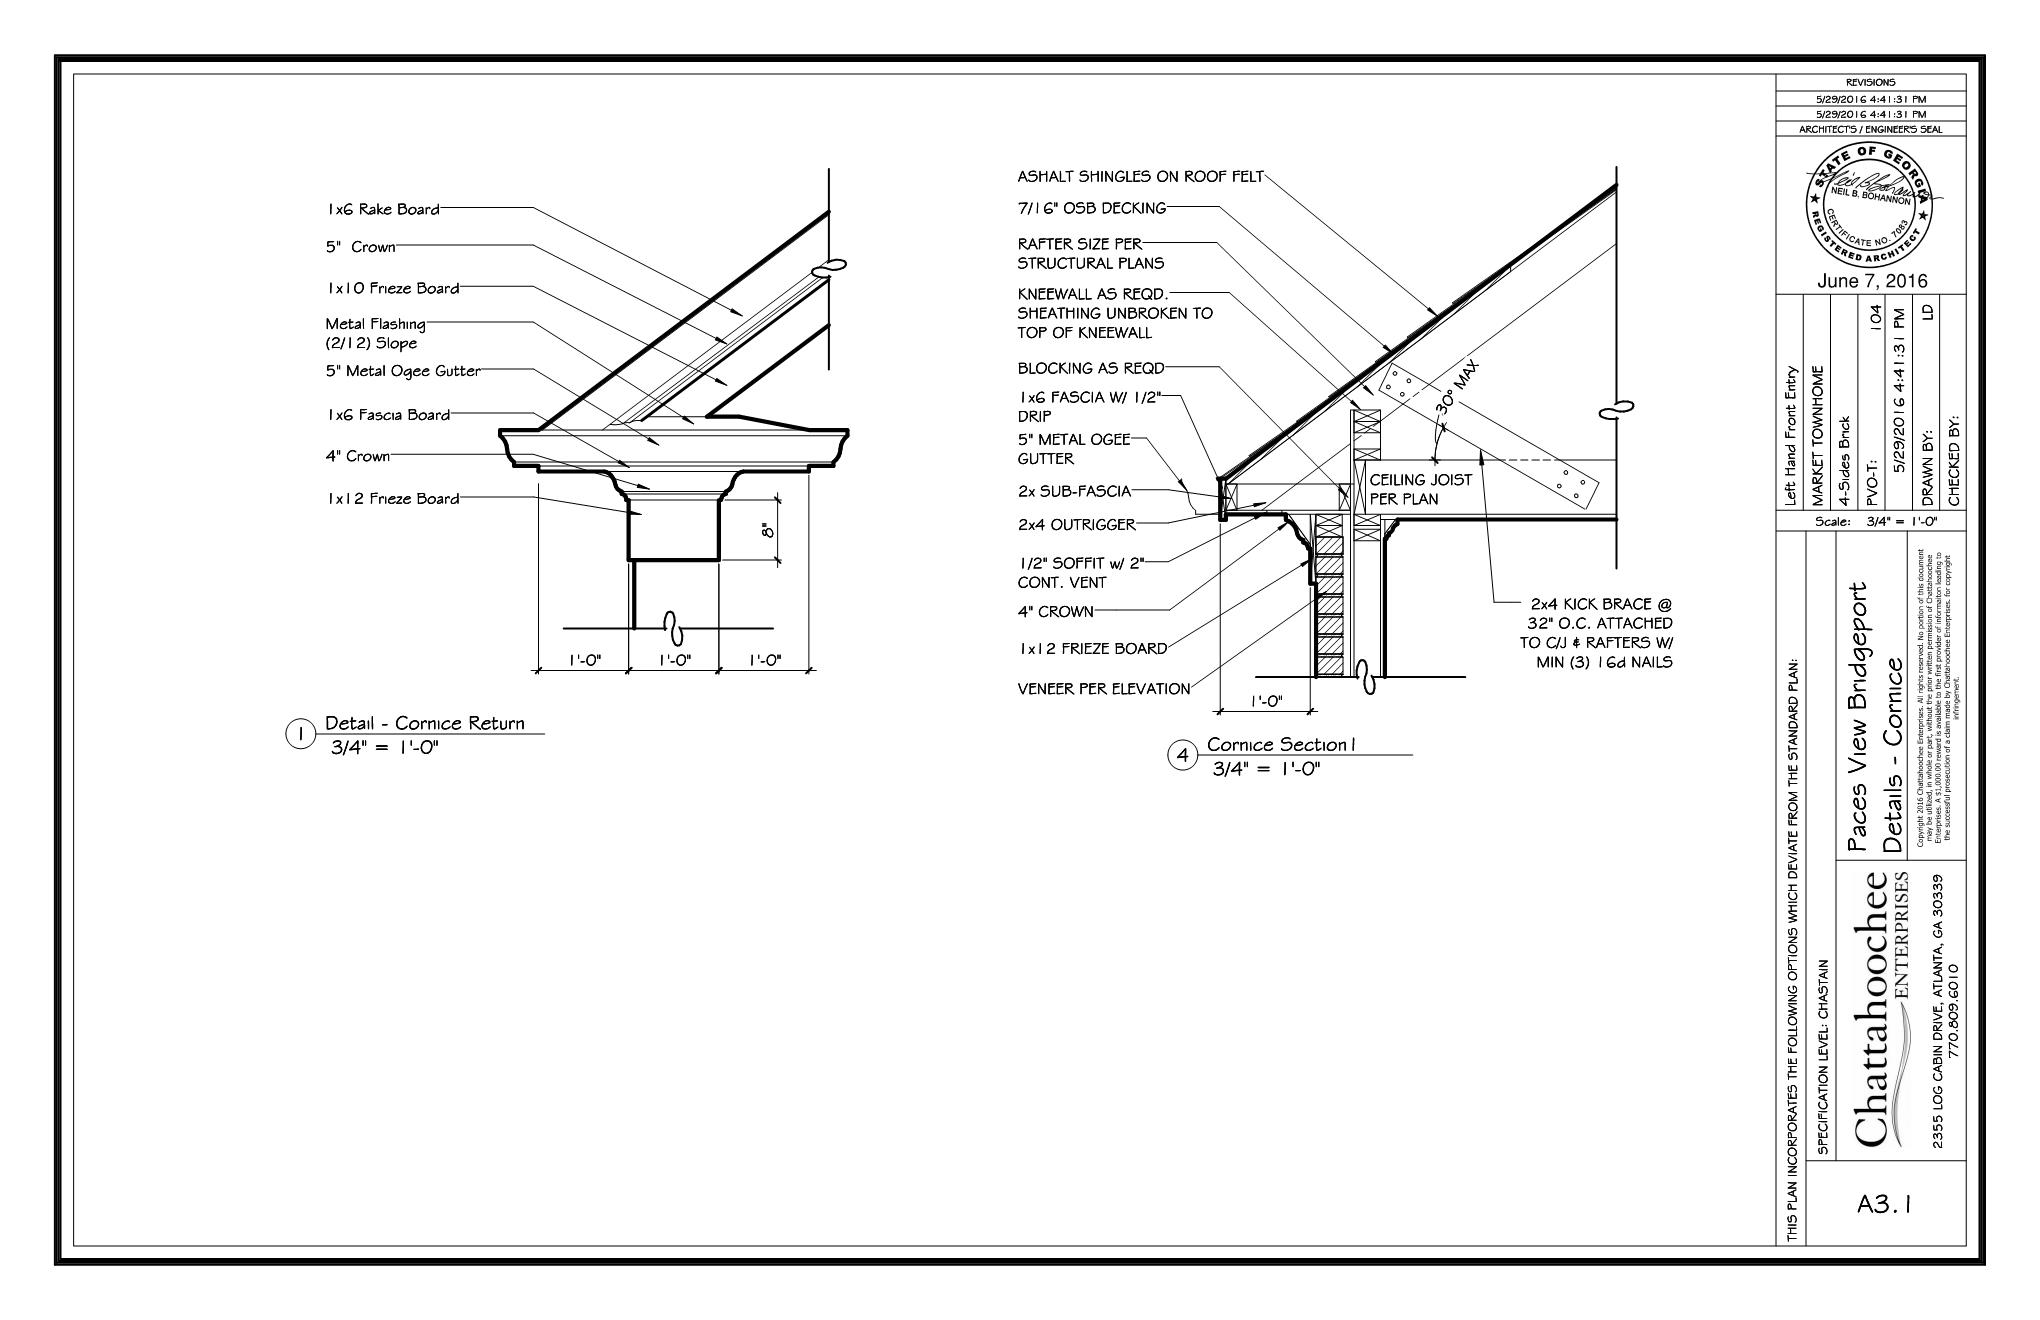 1x6 Rake Board
5" Crown
1x10 Frieze Board
Metal Flashing
(2/12) Slope
5" Metal Ogee Gutter
1x6 Fascia Board
4" Crown
1x12 Frieze Board
8"
1'-0"
1'-0"
1'-0"
1
Detail - Cornice Return
3/4" = 1'-0"
ASHALT SHINGLES ON ROOF FELT
7/16" OSB DECKING
RAFTER SIZE PER
STRUCTURAL PLANS
KNEEWALL AS REQD.
SHEATHING UNBROKEN TO
TOP OF KNEEWALL
BLOCKING AS REQD
1x6 FASCIA W/ 1/2"
DRIP
5" METAL OGEE
GUTTER
2x SUB-FASCIA
2x4 OUTRIGGER
1/2" SOFFIT w/ 2"
CONT. VENT
4" CROWN
1x12 FRIEZE BOARD
VENEER PER ELEVATION
30° MAX
CEILING JOIST
PER PLAN
2x4 KICK BRACE @
32" O.C. ATTACHED
TO C/J & RAFTERS W/
MIN (3) 16d NAILS
1'-0"
4
Cornice Section 1
3/4" = 1'-0"
REVISIONS
5/29/2016 4:41:31 PM
5/29/2016 4:41:31 PM
ARCHITECT'S / ENGINEER'S SEAL
STATE OF GEORGIA
NEIL B. BOHANNON
CERTIFICATE NO. 7083
REGISTERED ARCHITECT
June 7, 2016
Left Hand Front Entry
MARKET TOWNHOME
4-Sides Brick
PVO-T: 104
5/29/2016 4:41:31 PM
DRAWN BY: LD
CHECKED BY:
Scale: 3/4" = 1'-0"
THIS PLAN INCORPORATES THE FOLLOWING OPTIONS WHICH DEVIATE FROM THE STANDARD PLAN:
SPECIFICATION LEVEL: CHASTAIN
Paces View Bridgeport
Details - Cornice
Copyright 2016 Chattahoochee Enterprises. All rights reserved. No portion of this document
may be utilized, in whole or part, without the prior written permission of Chattahoochee
Enterprises. A $1,000.00 reward is available to the first provider of information leading to
the successful prosecution of a claim made by Chattahoochee Enterprises. for copyright
infringement.
Chattahoochee
ENTERPRISES
2355 LOG CABIN DRIVE, ATLANTA, GA 30339
770.809.6010
A3.1